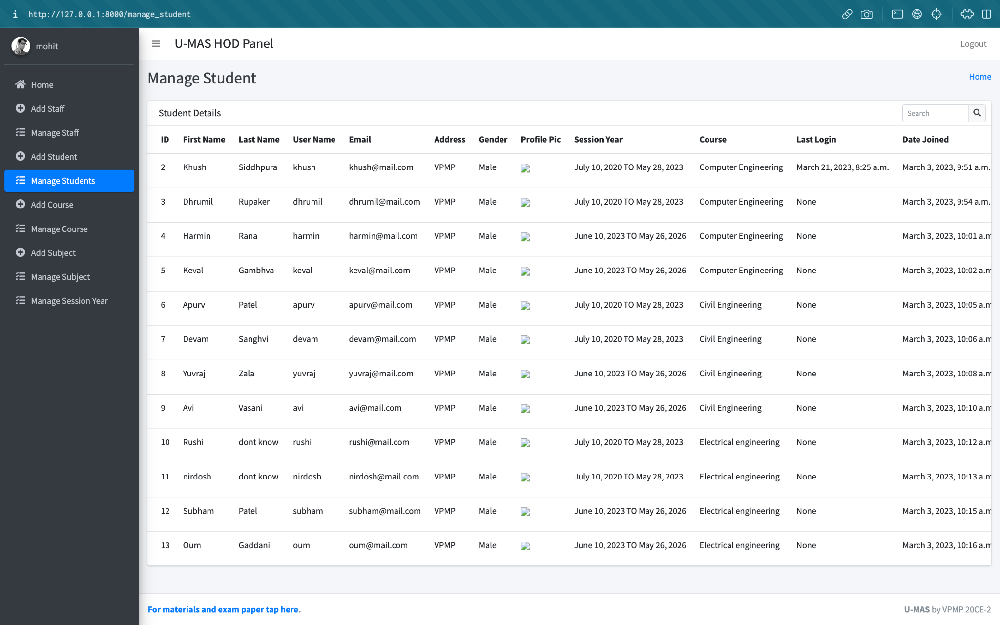 http://127.0.0.1:8000/manage_student
mohit
U-MAS HOD Panel
Logout
Home
Add Staff
Manage Staff
Add Student
Manage Students
Add Course
Manage Course
Add Subject
Manage Subject
Manage Session Year
Manage Student
Home
Student Details
Search
ID First Name Last Name User Name Email Address Gender Profile Pic Session Year Course Last Login Date Joined
2 Khush Siddhpura khush khush@mail.com VPMP Male July 10, 2020 TO May 28, 2023 Computer Engineering March 21, 2023, 8:25 a.m. March 3, 2023, 9:51 a.m.
3 Dhrumil Rupaker dhrumil dhrumil@mail.com VPMP Male July 10, 2020 TO May 28, 2023 Computer Engineering None March 3, 2023, 9:54 a.m.
4 Harmin Rana harmin harmin@mail.com VPMP Male June 10, 2023 TO May 26, 2026 Computer Engineering None March 3, 2023, 10:01 a.m
5 Keval Gambhva keval keval@mail.com VPMP Male June 10, 2023 TO May 26, 2026 Computer Engineering None March 3, 2023, 10:02 a.m
6 Apurv Patel apurv apurv@mail.com VPMP Male July 10, 2020 TO May 28, 2023 Civil Engineering None March 3, 2023, 10:05 a.m
7 Devam Sanghvi devam devam@mail.com VPMP Male July 10, 2020 TO May 28, 2023 Civil Engineering None March 3, 2023, 10:06 a.m
8 Yuvraj Zala yuvraj yuvraj@mail.com VPMP Male June 10, 2023 TO May 26, 2026 Civil Engineering None March 3, 2023, 10:08 a.m
9 Avi Vasani avi avi@mail.com VPMP Male June 10, 2023 TO May 26, 2026 Civil Engineering None March 3, 2023, 10:10 a.m
10 Rushi dont know rushi rushi@mail.com VPMP Male July 10, 2020 TO May 28, 2023 Electrical engineering None March 3, 2023, 10:12 a.m
11 nirdosh dont know nirdosh nirdosh@mail.com VPMP Male July 10, 2020 TO May 28, 2023 Electrical engineering None March 3, 2023, 10:13 a.m
12 Subham Patel subham subham@mail.com VPMP Male June 10, 2023 TO May 26, 2026 Electrical engineering None March 3, 2023, 10:15 a.m
13 Oum Gaddani oum oum@mail.com VPMP Male June 10, 2023 TO May 26, 2026 Electrical engineering None March 3, 2023, 10:16 a.m
For materials and exam paper tap here.
U-MAS by VPMP 20CE-2